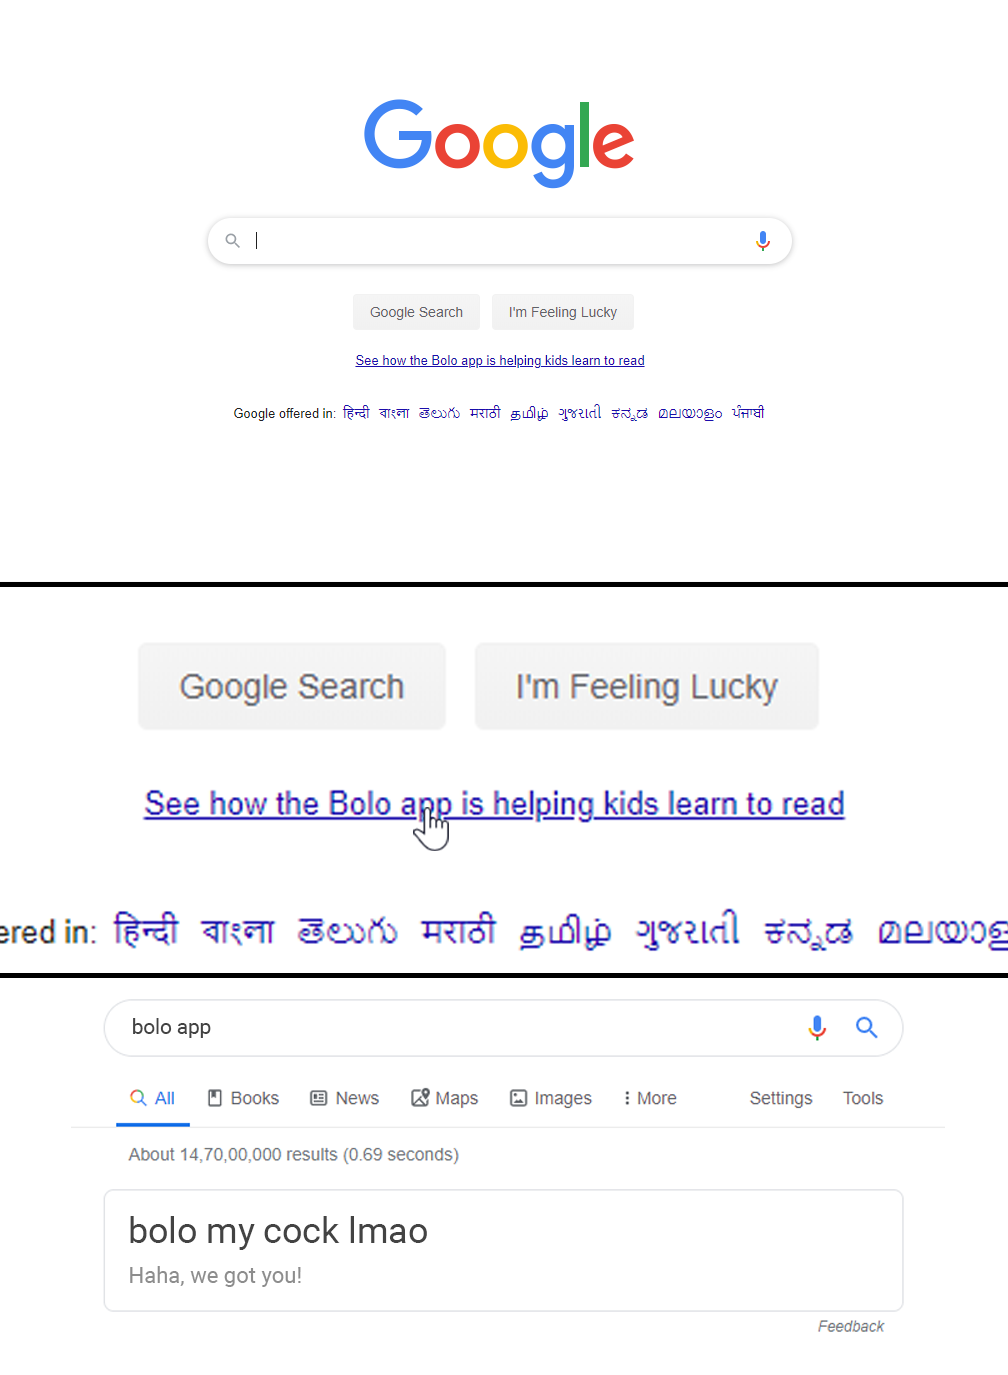 Google
Google Search I'm Feeling Lucky
See how the Bolo app is helping kids learn to read
Google offered in: हिन्दी বাংলা తెలుగు मराठी தமிழ் ગુજરાતી ಕನ್ನಡ മലയാളം ਪੰਜਾਬੀ
Google Search I'm Feeling Lucky
See how the Bolo app is helping kids learn to read
ered in: हिन्दी বাংলা తెలుగు मराठी தமிழ் ગુજરાતી ಕನ್ನಡ മലയാള
bolo app
All Books News Maps Images More Settings Tools
About 14,70,00,000 results (0.69 seconds)
bolo my cock lmao
Haha, we got you!
Feedback